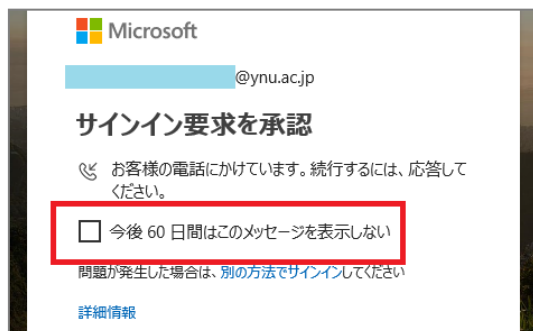 Microsoft
@ynu.ac.jp
サインイン要求を承認
お客様の電話にかけています。続行するには、応答して
ください。
今後 60 日間はこのメッセージを表示しない
問題が発生した場合は、別の方法でサインインしてください
詳細情報